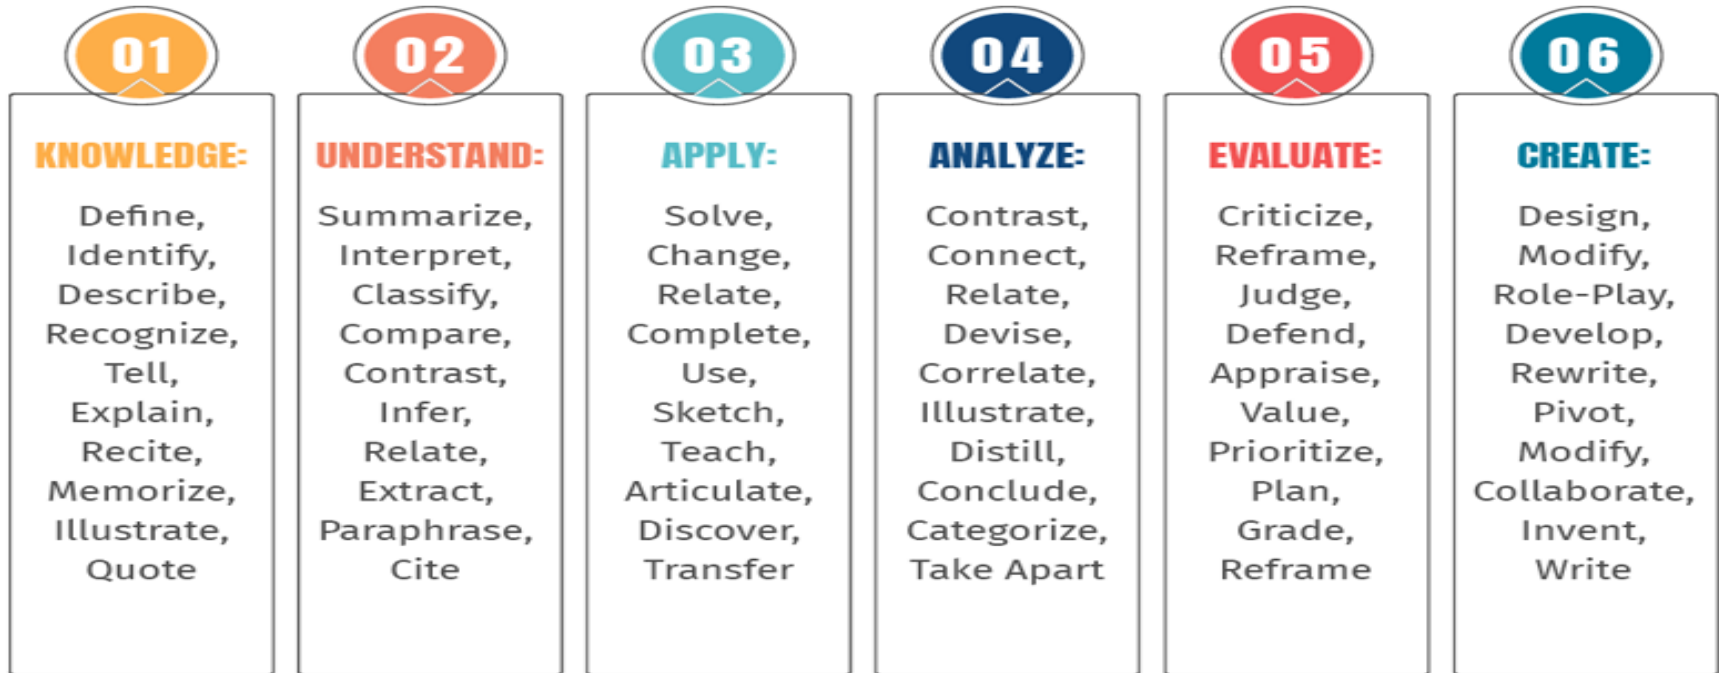 01
KNOWLEDGE:
Define,
Identify,
Describe,
Recognize,
Tell,
Explain,
Recite,
Memorize,
Illustrate,
Quote
02
UNDERSTAND:
Summarize,
Interpret,
Classify,
Compare,
Contrast,
Infer,
Relate,
Extract,
Paraphrase,
Cite
03
APPLY:
Solve,
Change,
Relate,
Complete,
Use,
Sketch,
Teach,
Articulate,
Discover,
Transfer
04
ANALYZE:
Contrast,
Connect,
Relate,
Devise,
Correlate,
Illustrate,
Distill,
Conclude,
Categorize,
Take Apart
05
EVALUATE:
Criticize,
Reframe,
Judge,
Defend,
Appraise,
Value,
Prioritize,
Plan,
Grade,
Reframe
06
CREATE:
Design,
Modify,
Role-Play,
Develop,
Rewrite,
Pivot,
Modify,
Collaborate,
Invent,
Write